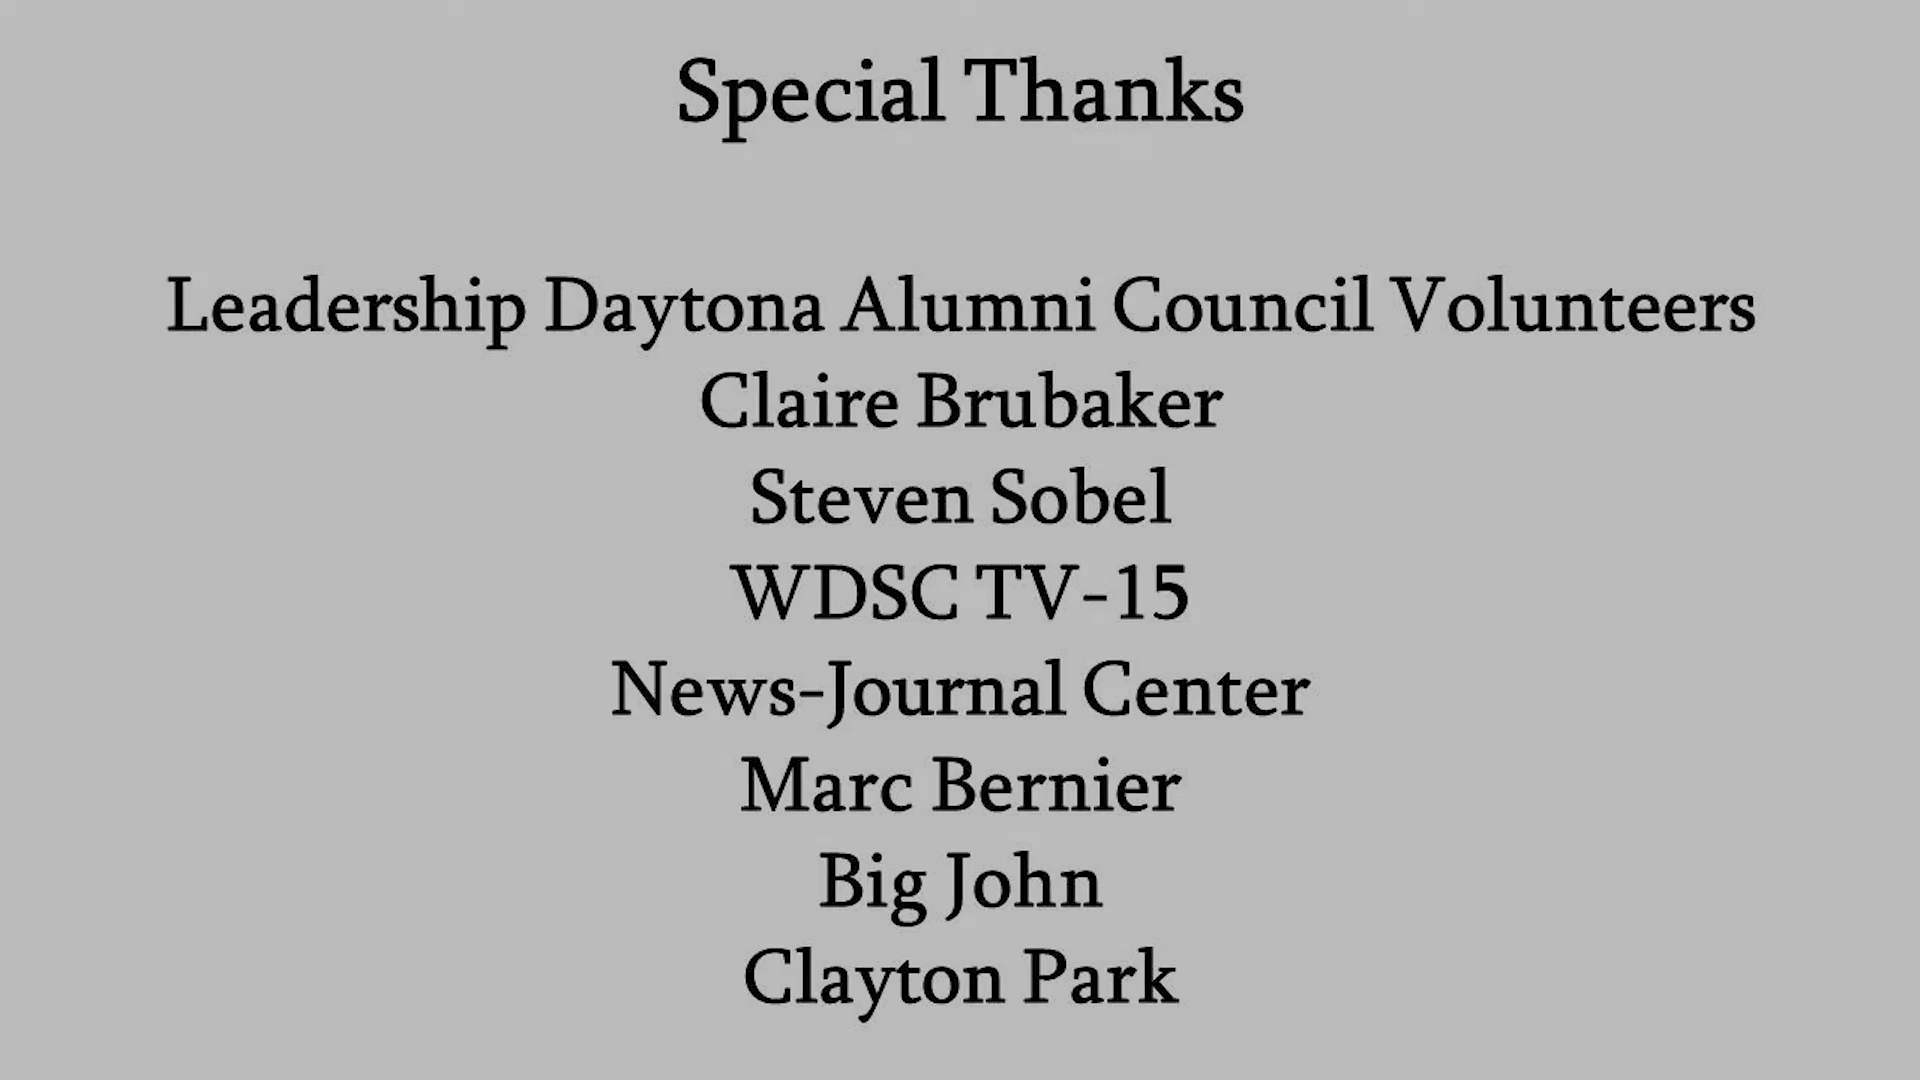 Special Thanks
Leadership Daytona Alumni Council Volunteers
Claire Brubaker
Steven Sobel
WDSC TV-15
News-Journal Center
Marc Bernier
Big John
Clayton Park